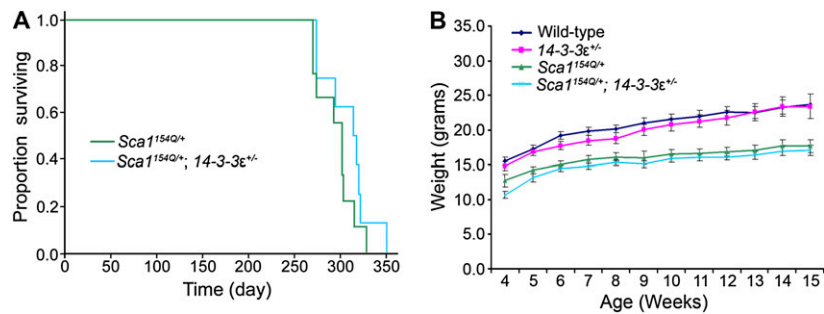 A
Proportion surviving
1.0
0.8
0.6
0.4
0.2
0.0
Sca1154Q/+
Sca1154Q/+; 14-3-3ε+/-
0 50 100 150 200 250 300 350
Time (day)
B
Wild-type
14-3-3ε+/-
Sca1154Q/+
Sca1154Q/+; 14-3-3ε+/-
Weight (grams)
35.0
30.0
25.0
20.0
15.0
10.0
5.0
0.0
4 5 6 7 8 9 10 11 12 13 14 15
Age (Weeks)